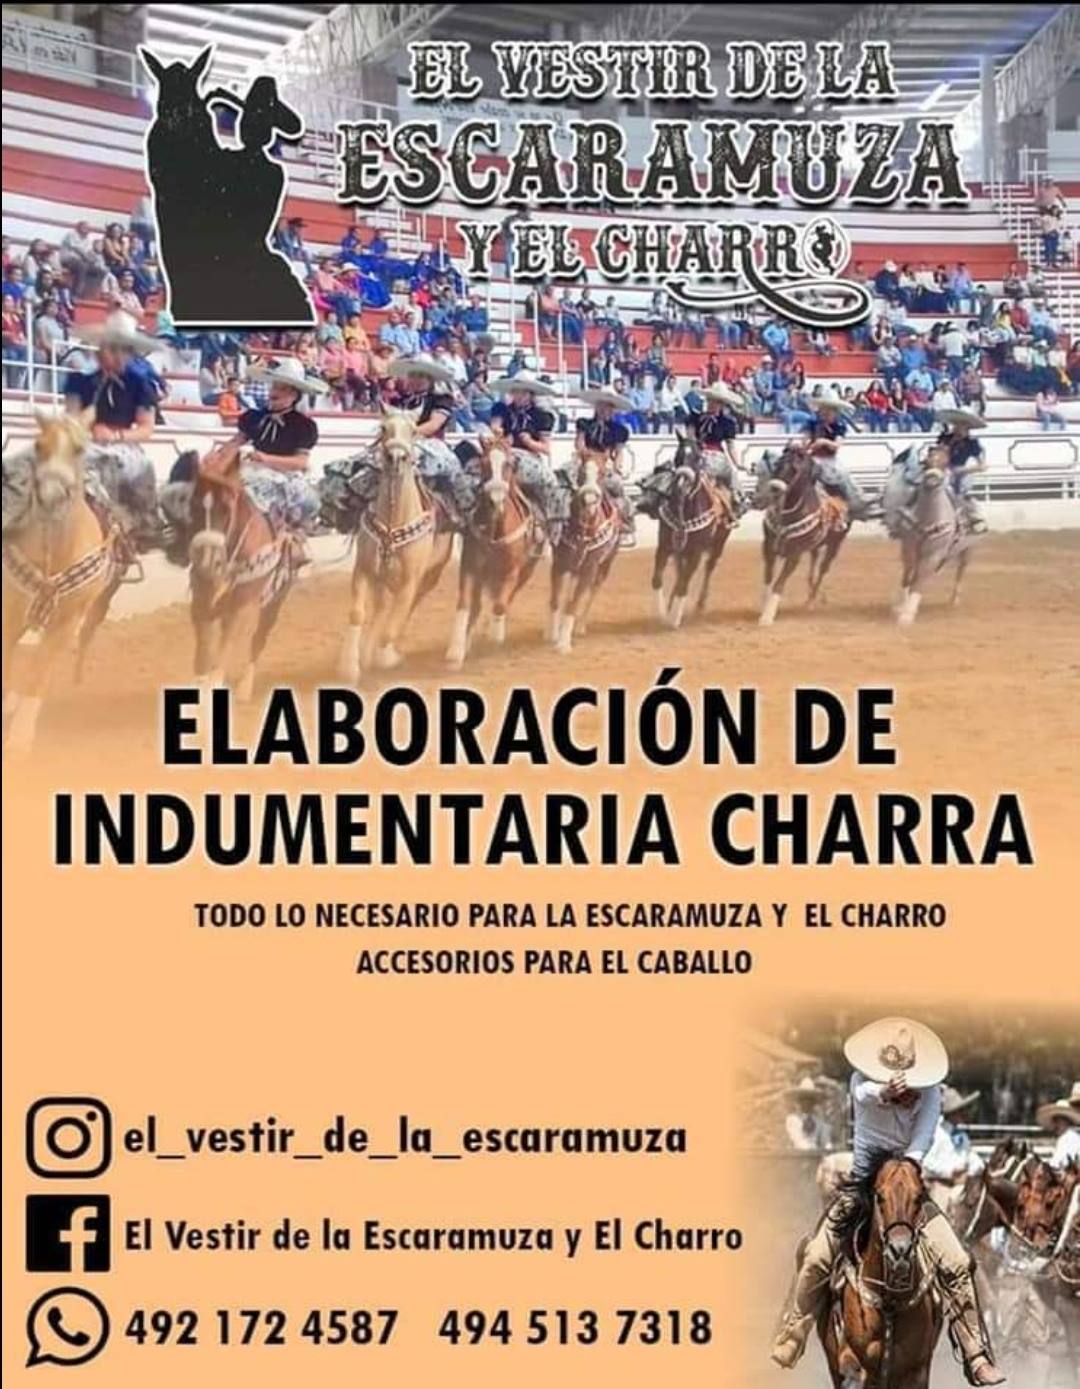 EL VESTIR DE LA
ESCARAMUZA
Y EL CHARRO
ELABORACIÓN DE
INDUMENTARIA CHARRA
TODO LO NECESARIO PARA LA ESCARAMUZA Y EL CHARRO
ACCESORIOS PARA EL CABALLO
el_vestir_de_la_escaramuza
El Vestir de la Escaramuza y El Charro
492 172 4587 494 513 7318